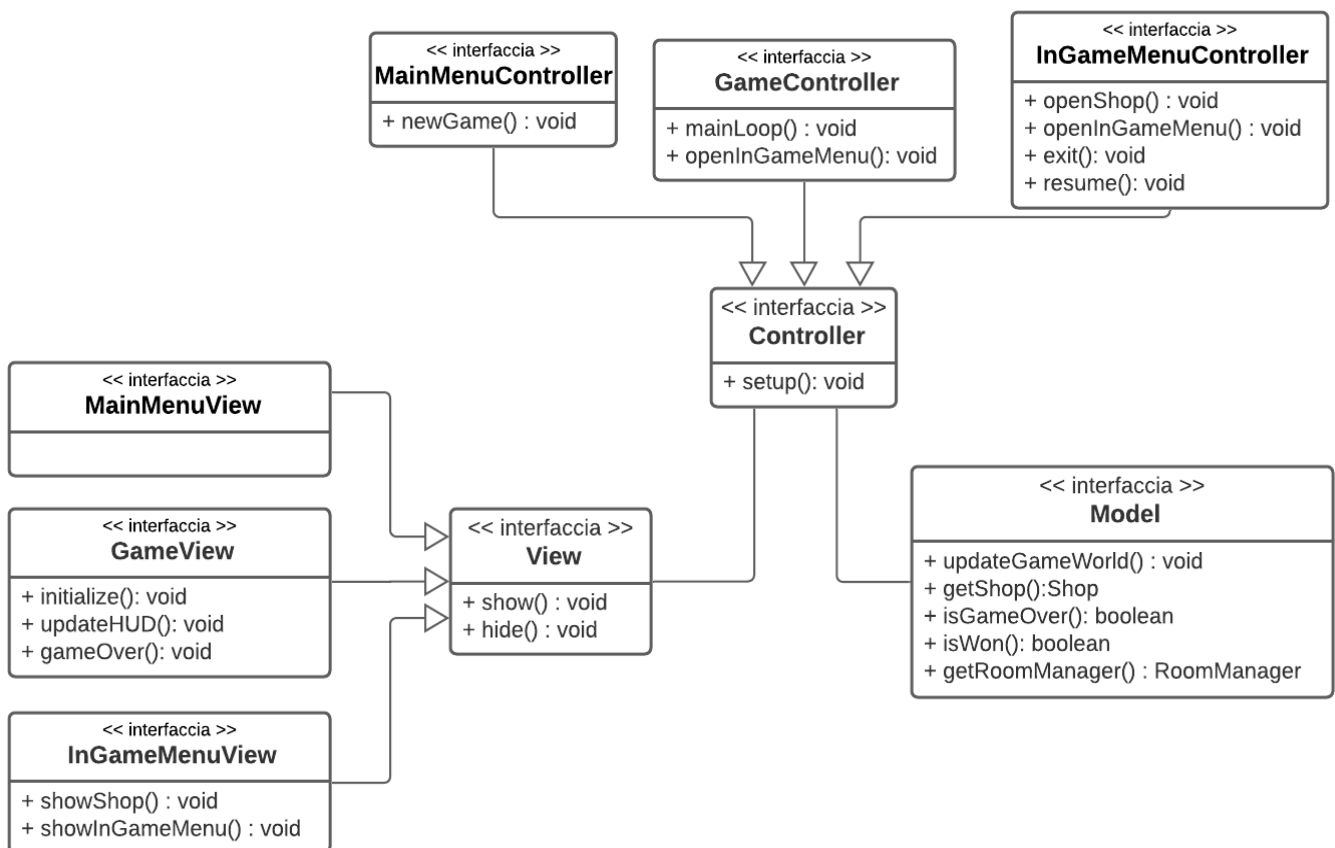 << interfaccia >>
MainMenuController
+ newGame() : void
<< interfaccia >>
GameController
+ mainLoop() : void
+ openInGameMenu(): void
<< interfaccia >>
InGameMenuController
+ openShop() : void
+ openInGameMenu() : void
+ exit(): void
+ resume(): void
<< interfaccia >>
Controller
+ setup(): void
<< interfaccia >>
MainMenuView
<< interfaccia >>
GameView
+ initialize(): void
+ updateHUD(): void
+ gameOver(): void
<< interfaccia >>
View
+ show() : void
+ hide() : void
<< interfaccia >>
Model
+ updateGameWorld() : void
+ getShop():Shop
+ isGameOver(): boolean
+ isWon(): boolean
+ getRoomManager() : RoomManager
<< interfaccia >>
InGameMenuView
+ showShop() : void
+ showInGameMenu() : void